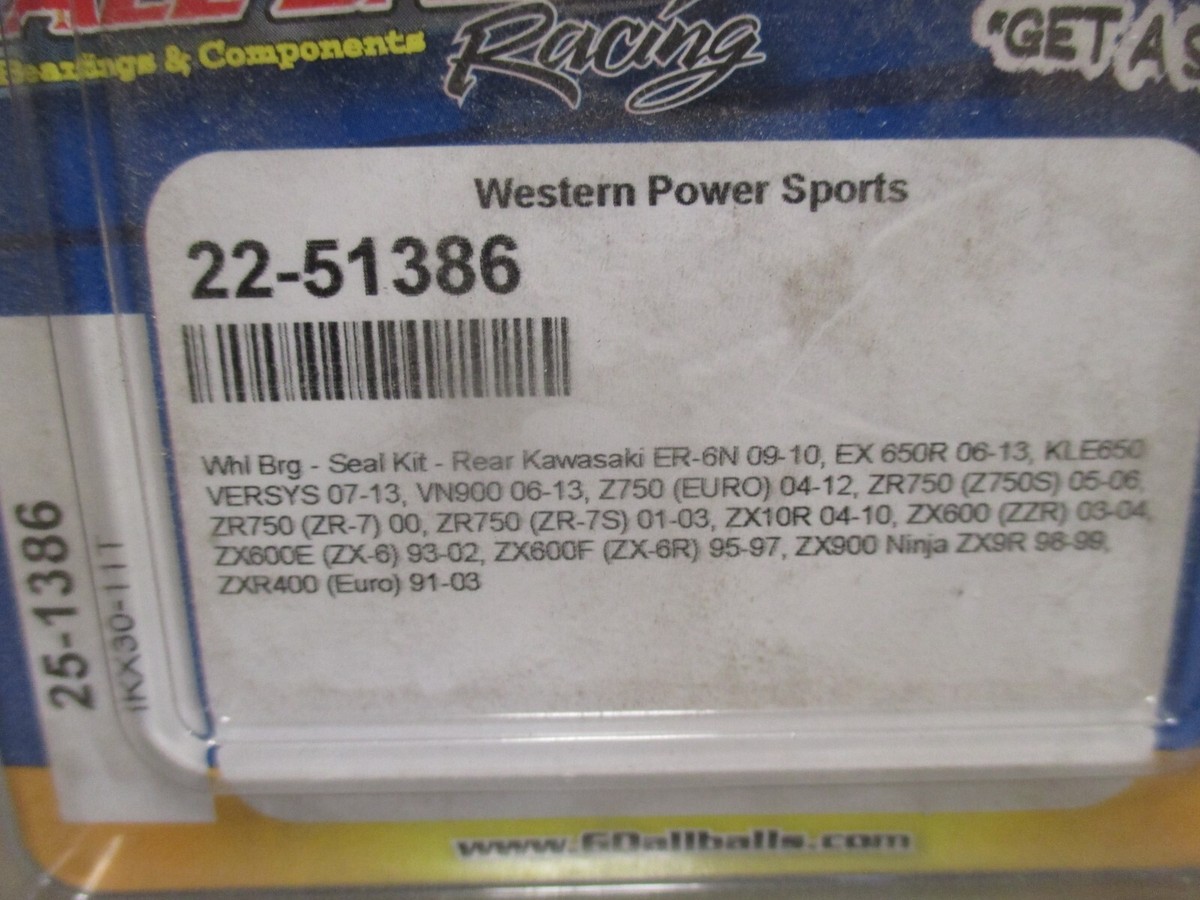 Bearings & Components
Racing
"GET A
Western Power Sports
22-51386
Whl Brg - Seal Kit - Rear Kawasaki ER-6N 09-10, EX 650R 06-13, KLE650
VERSYS 07-13, VN900 06-13, Z750 (EURO) 04-12, ZR750 (Z750S) 05-06,
ZR750 (ZR-7) 00, ZR750 (ZR-7S) 01-03, ZX10R 04-10, ZX600 (ZZR) 03-04,
ZX600E (ZX-6) 93-02, ZX600F (ZX-6R) 95-97, ZX900 Ninja ZX9R 98-99,
ZXR400 (Euro) 91-03
25-1386
www.GDallballs.com